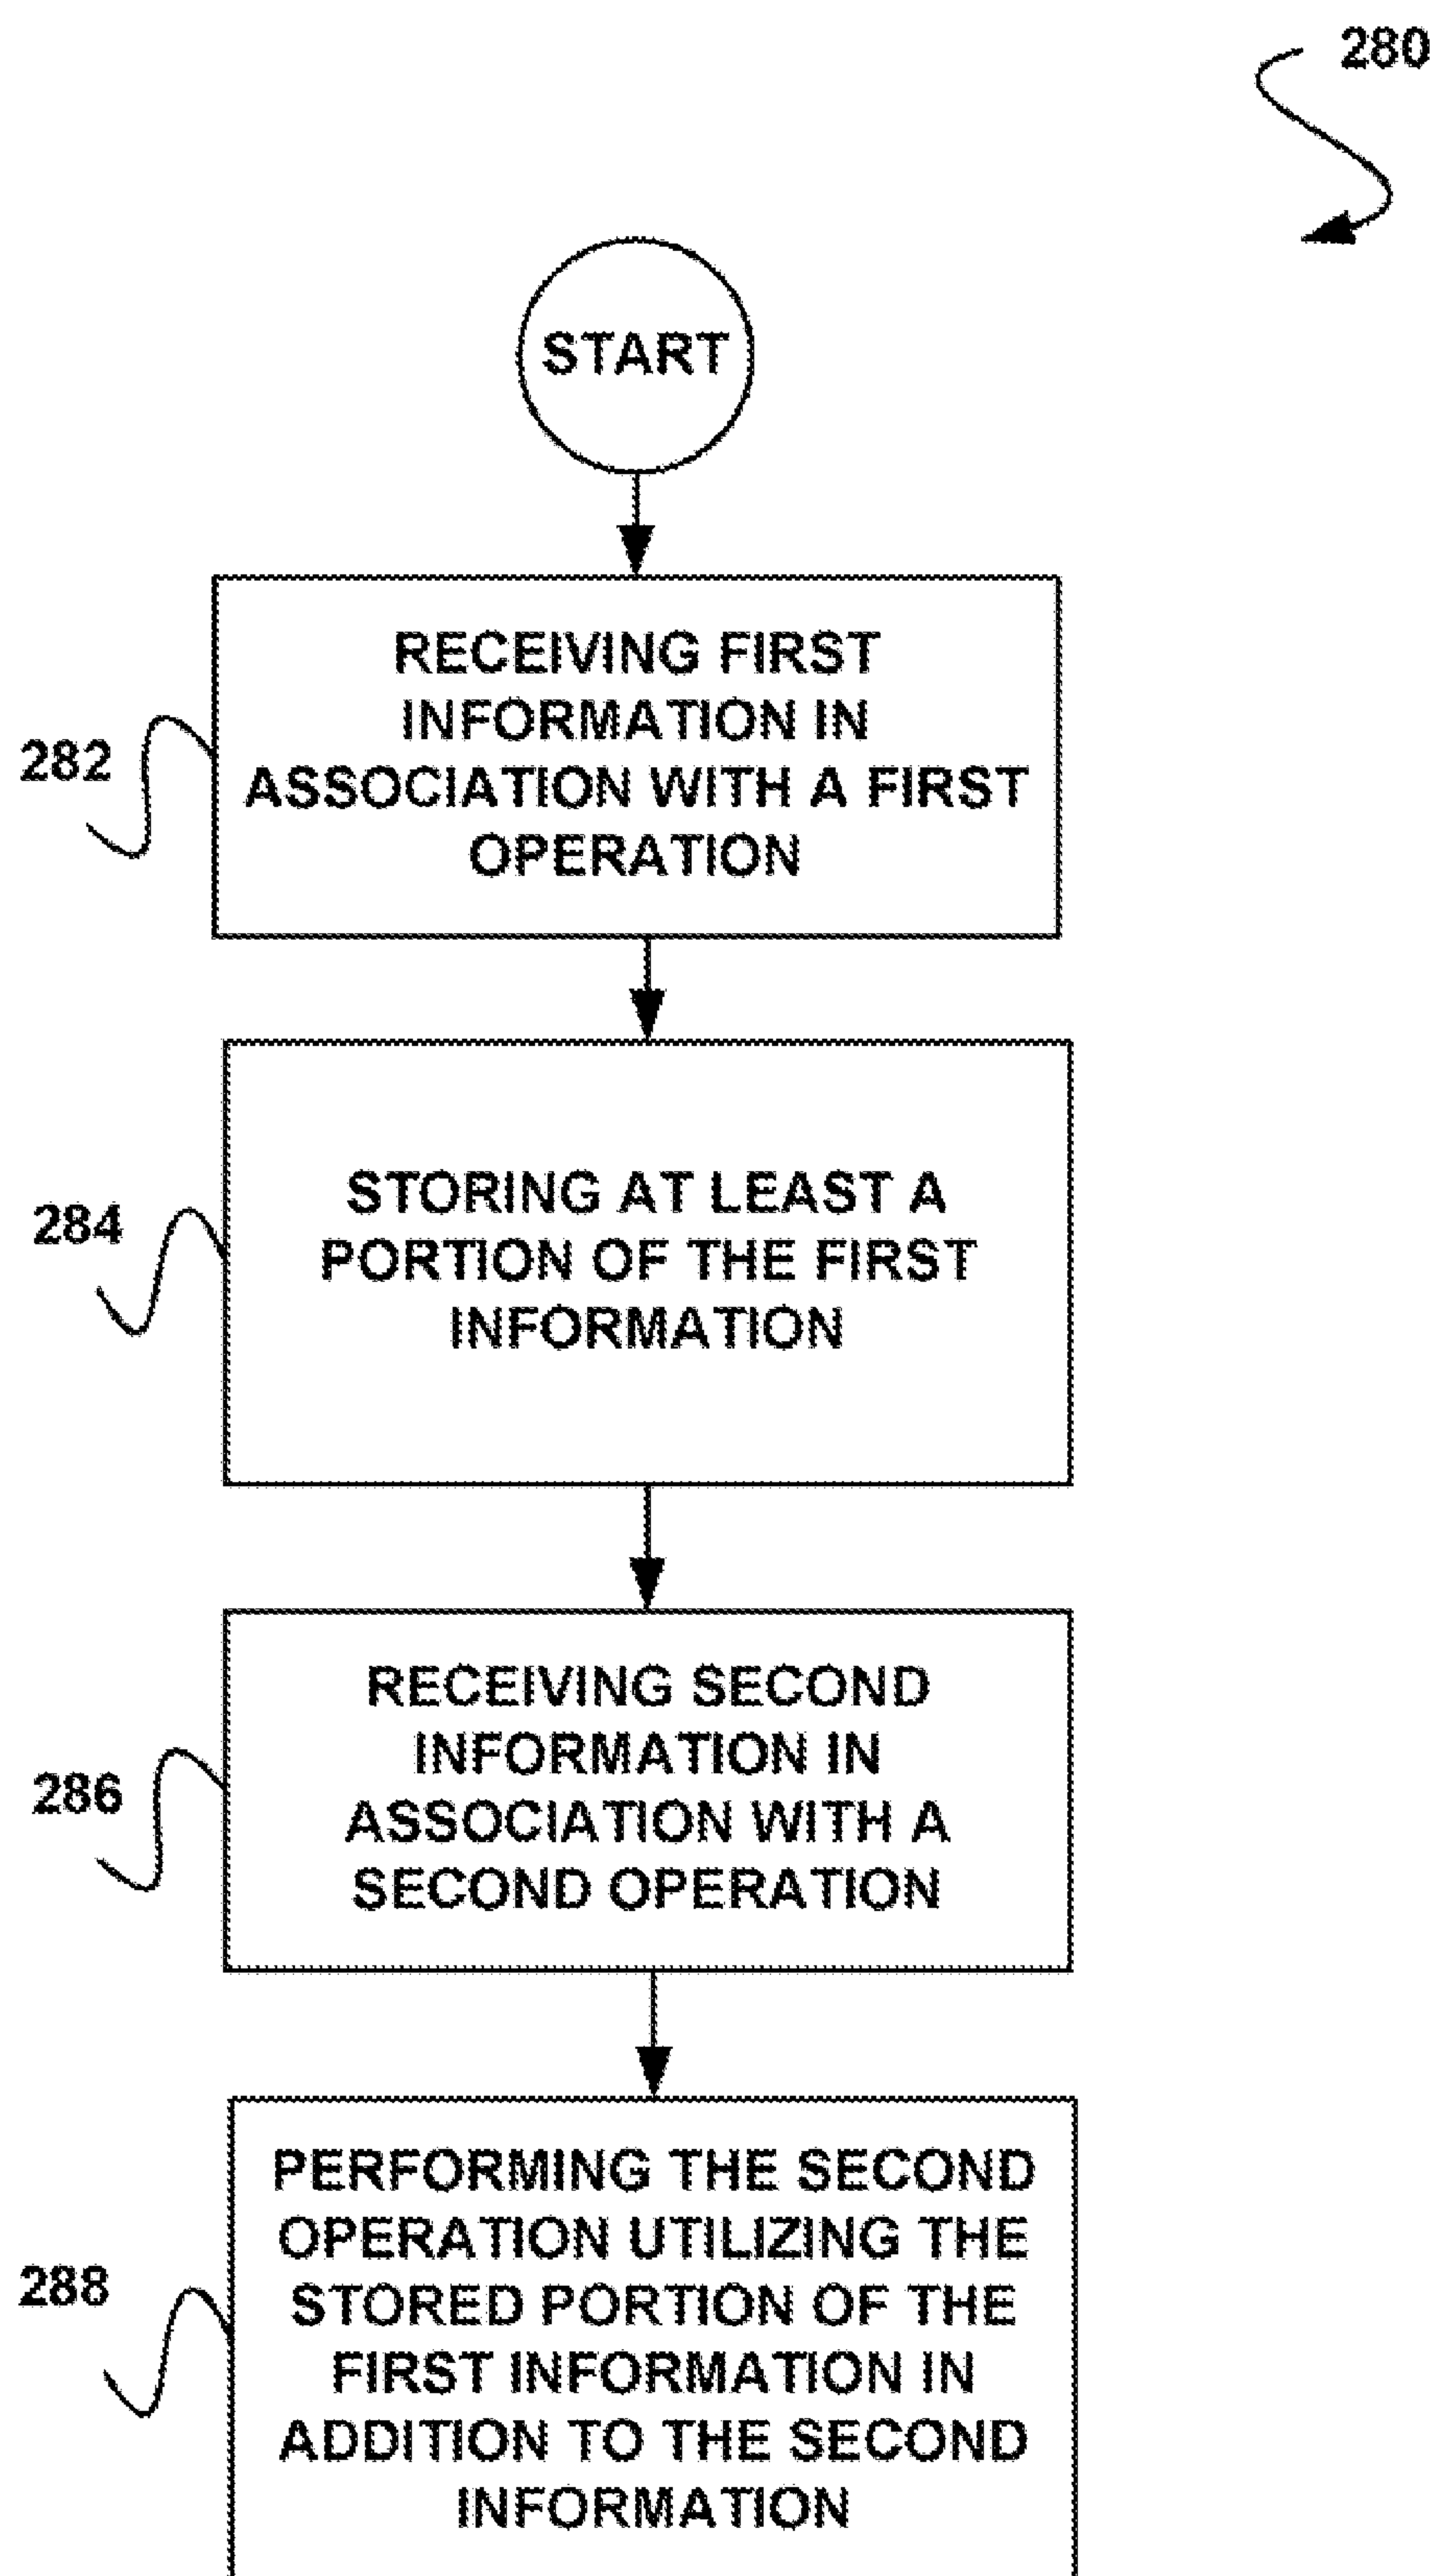 280
START
RECEIVING FIRST
INFORMATION IN
ASSOCIATION WITH A FIRST
OPERATION
282
STORING AT LEAST A
PORTION OF THE FIRST
INFORMATION
284
RECEIVING SECOND
INFORMATION IN
ASSOCIATION WITH A
SECOND OPERATION
286
PERFORMING THE SECOND
OPERATION UTILIZING THE
STORED PORTION OF THE
FIRST INFORMATION IN
ADDITION TO THE SECOND
INFORMATION
288